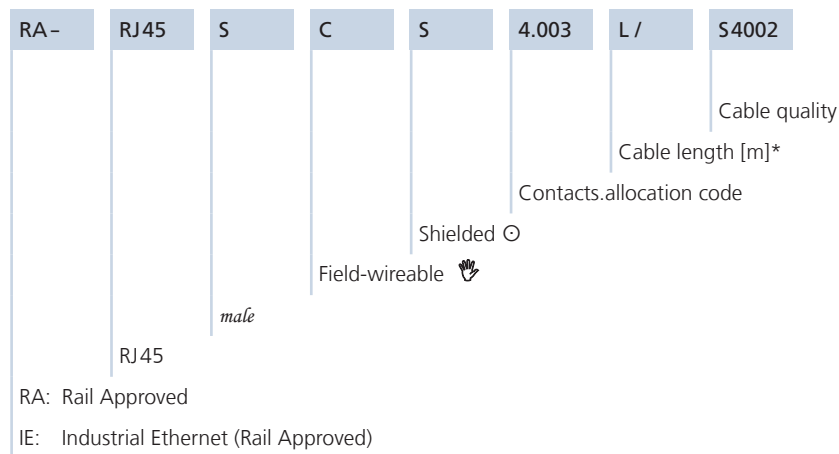 RA– RJ45 S C S 4.003 L / S4002
Cable quality
Cable length [m]*
Contacts.allocation code
Shielded ⊙
Field-wireable
male
RJ45
RA: Rail Approved
IE: Industrial Ethernet (Rail Approved)